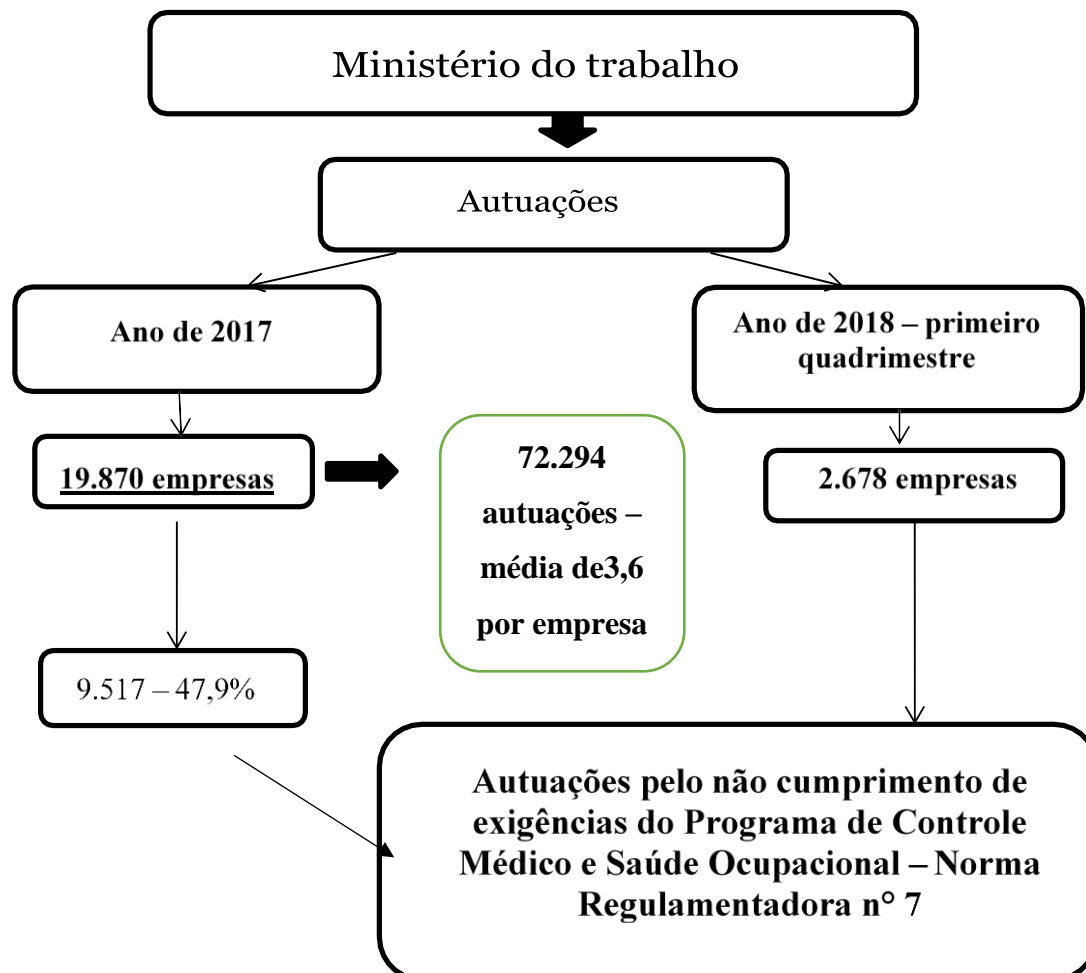 Ministério do trabalho
Autuações
Ano de 2017
Ano de 2018 – primeiro
quadrimestre
19.870 empresas
72.294
autuações –
média de3,6
por empresa
2.678 empresas
9.517 – 47,9%
Autuações pelo não cumprimento de
exigências do Programa de Controle
Médico e Saúde Ocupacional – Norma
Regulamentadora n° 7